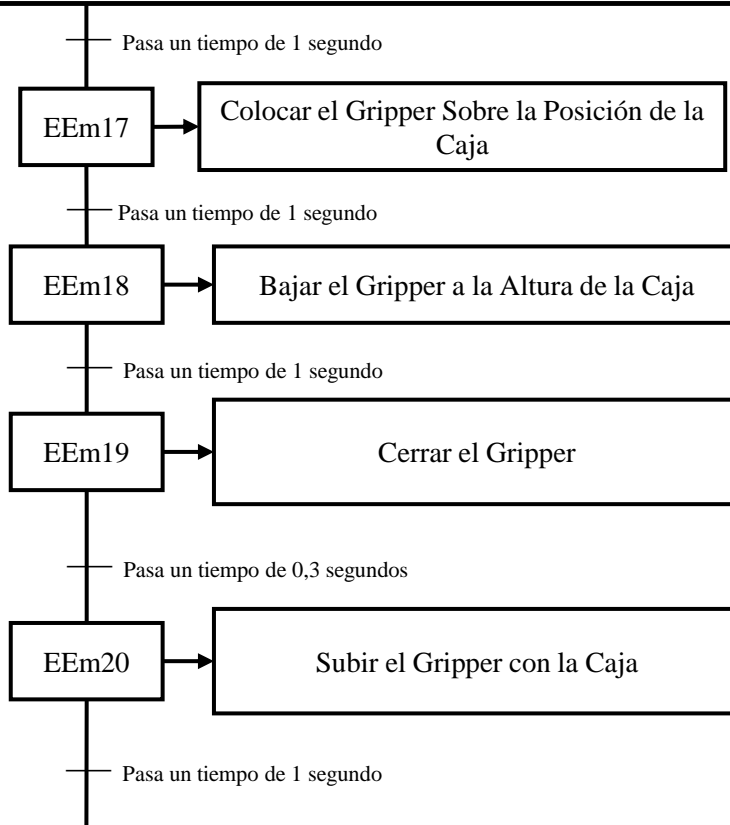 Pasa un tiempo de 1 segundo
EEm17
Colocar el Gripper Sobre la Posición de la
Caja
Pasa un tiempo de 1 segundo
EEm18
Bajar el Gripper a la Altura de la Caja
Pasa un tiempo de 1 segundo
EEm19
Cerrar el Gripper
Pasa un tiempo de 0,3 segundos
EEm20
Subir el Gripper con la Caja
Pasa un tiempo de 1 segundo